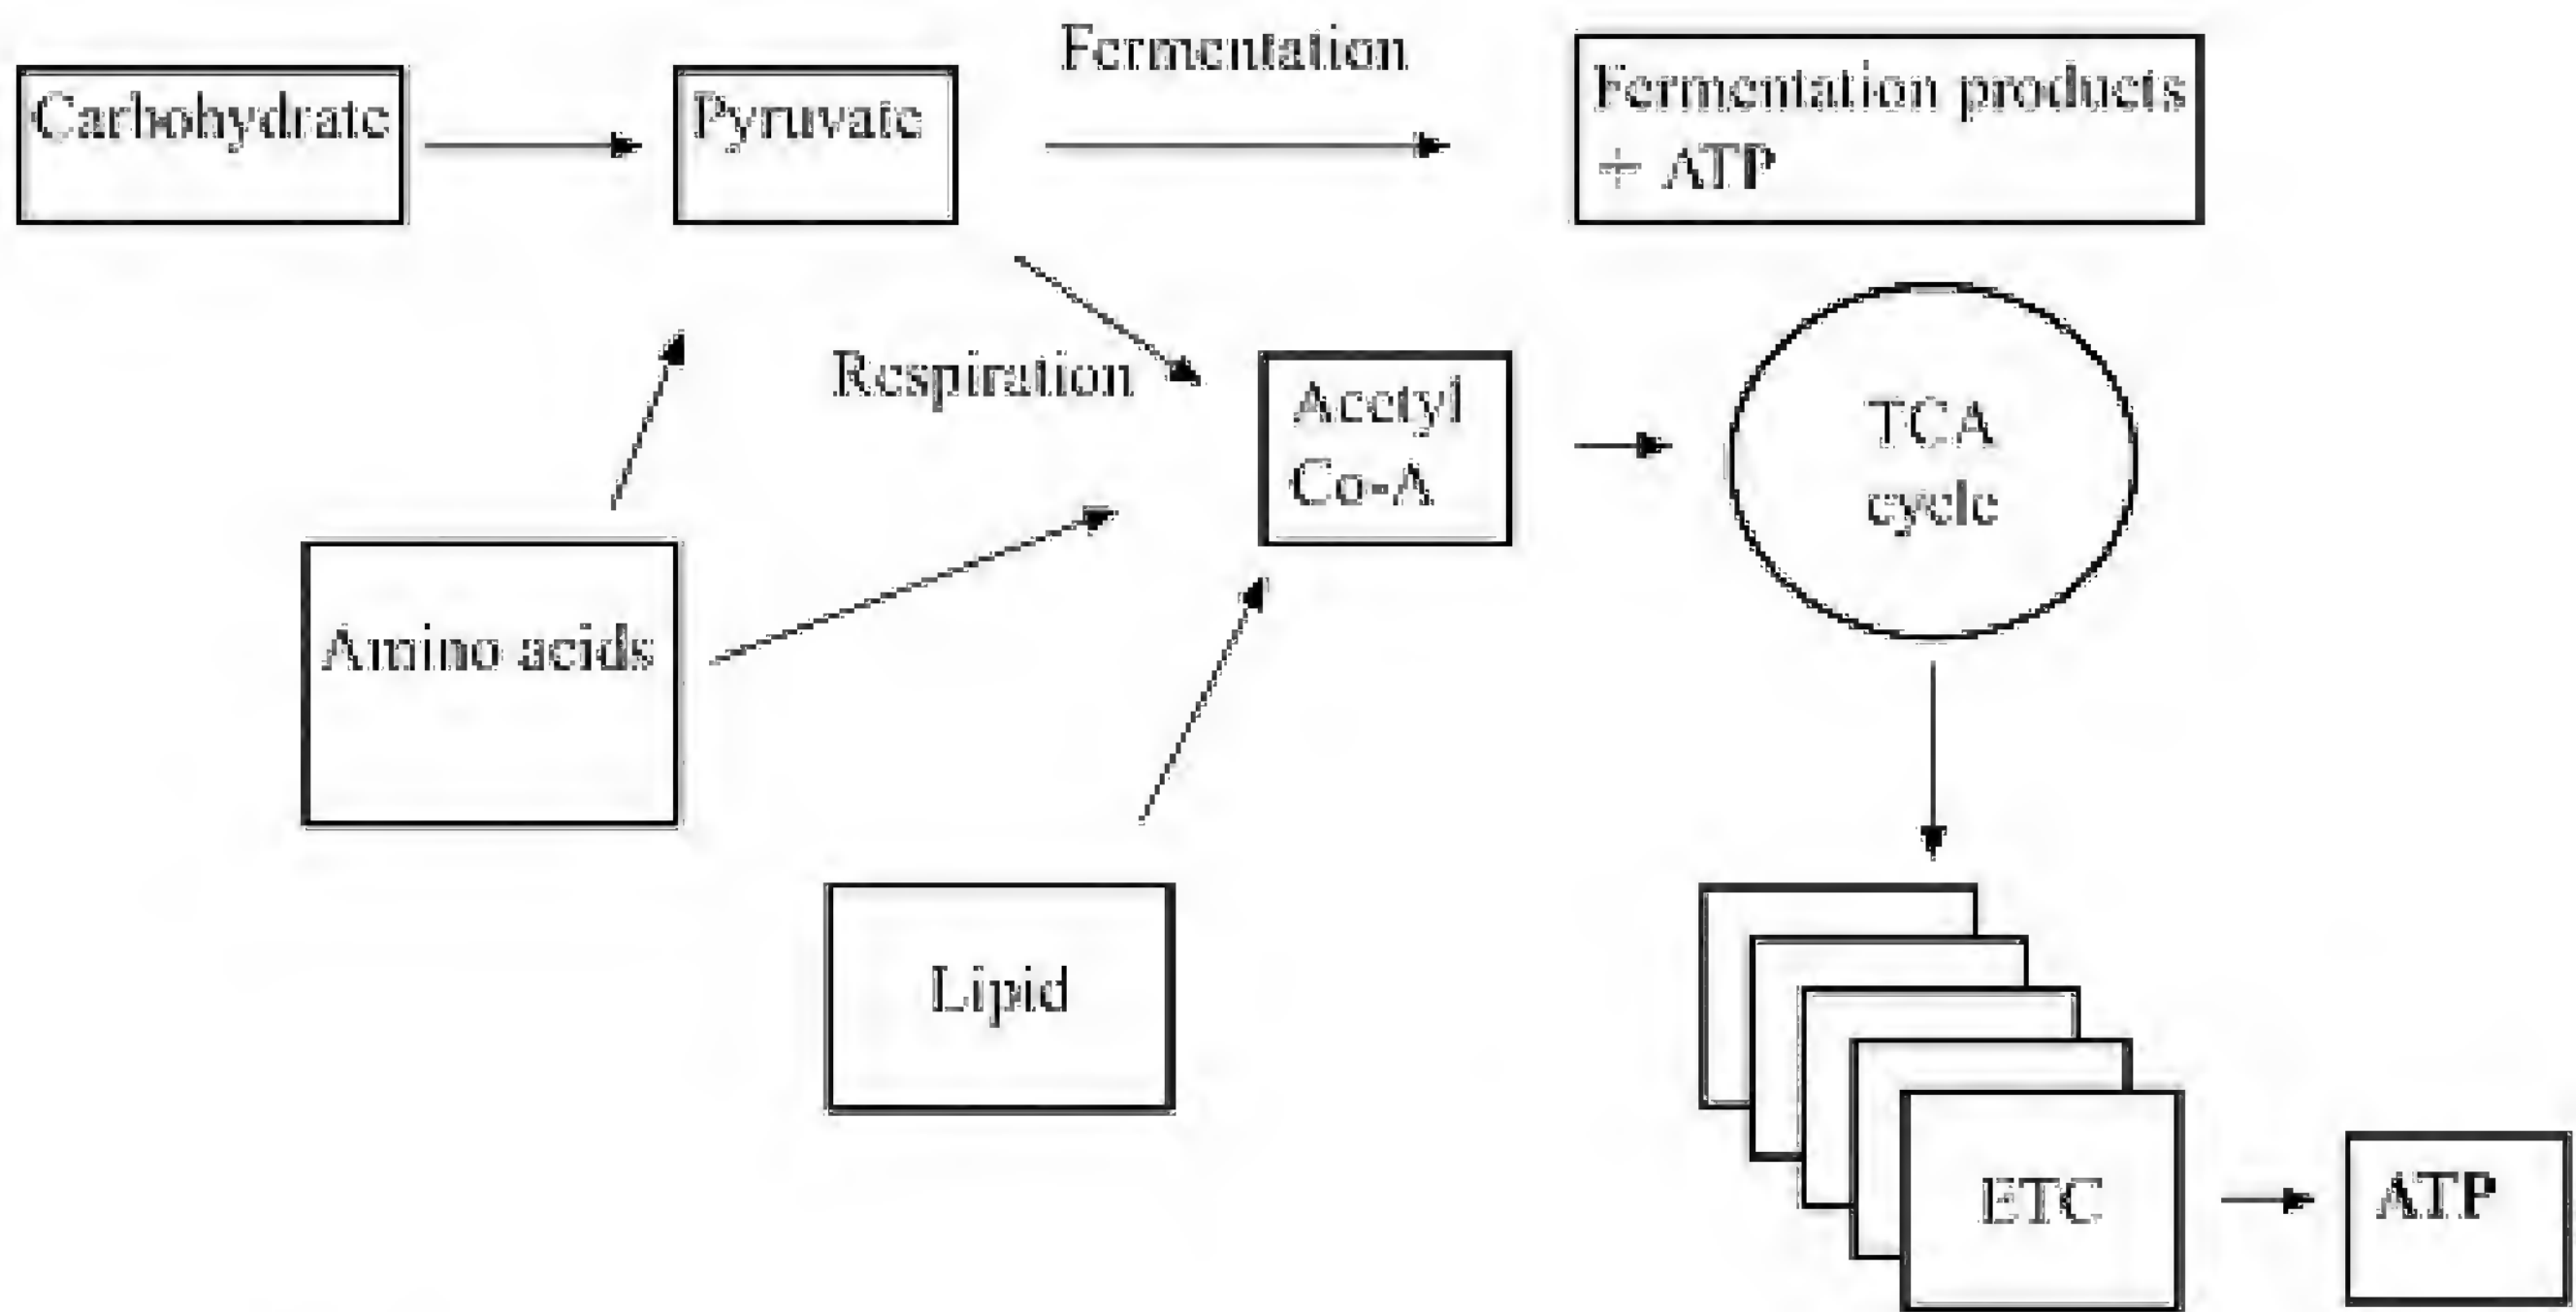 Fermentation
Carbohydrate
Pyruvate
Fermentation products
+ ATP
Respiration
Acetyl
Co-A
TCA
cycle
Amino acids
Lipid
ETC
ATP